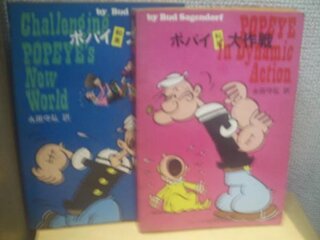 by Bud
Challenging
POPEYE's
New
World
ポパイ
永田守弘 訳
by Bud Sagendorf
POPEYE
in Dynamic
Action
ポパイ
大作戦
永田守弘 訳